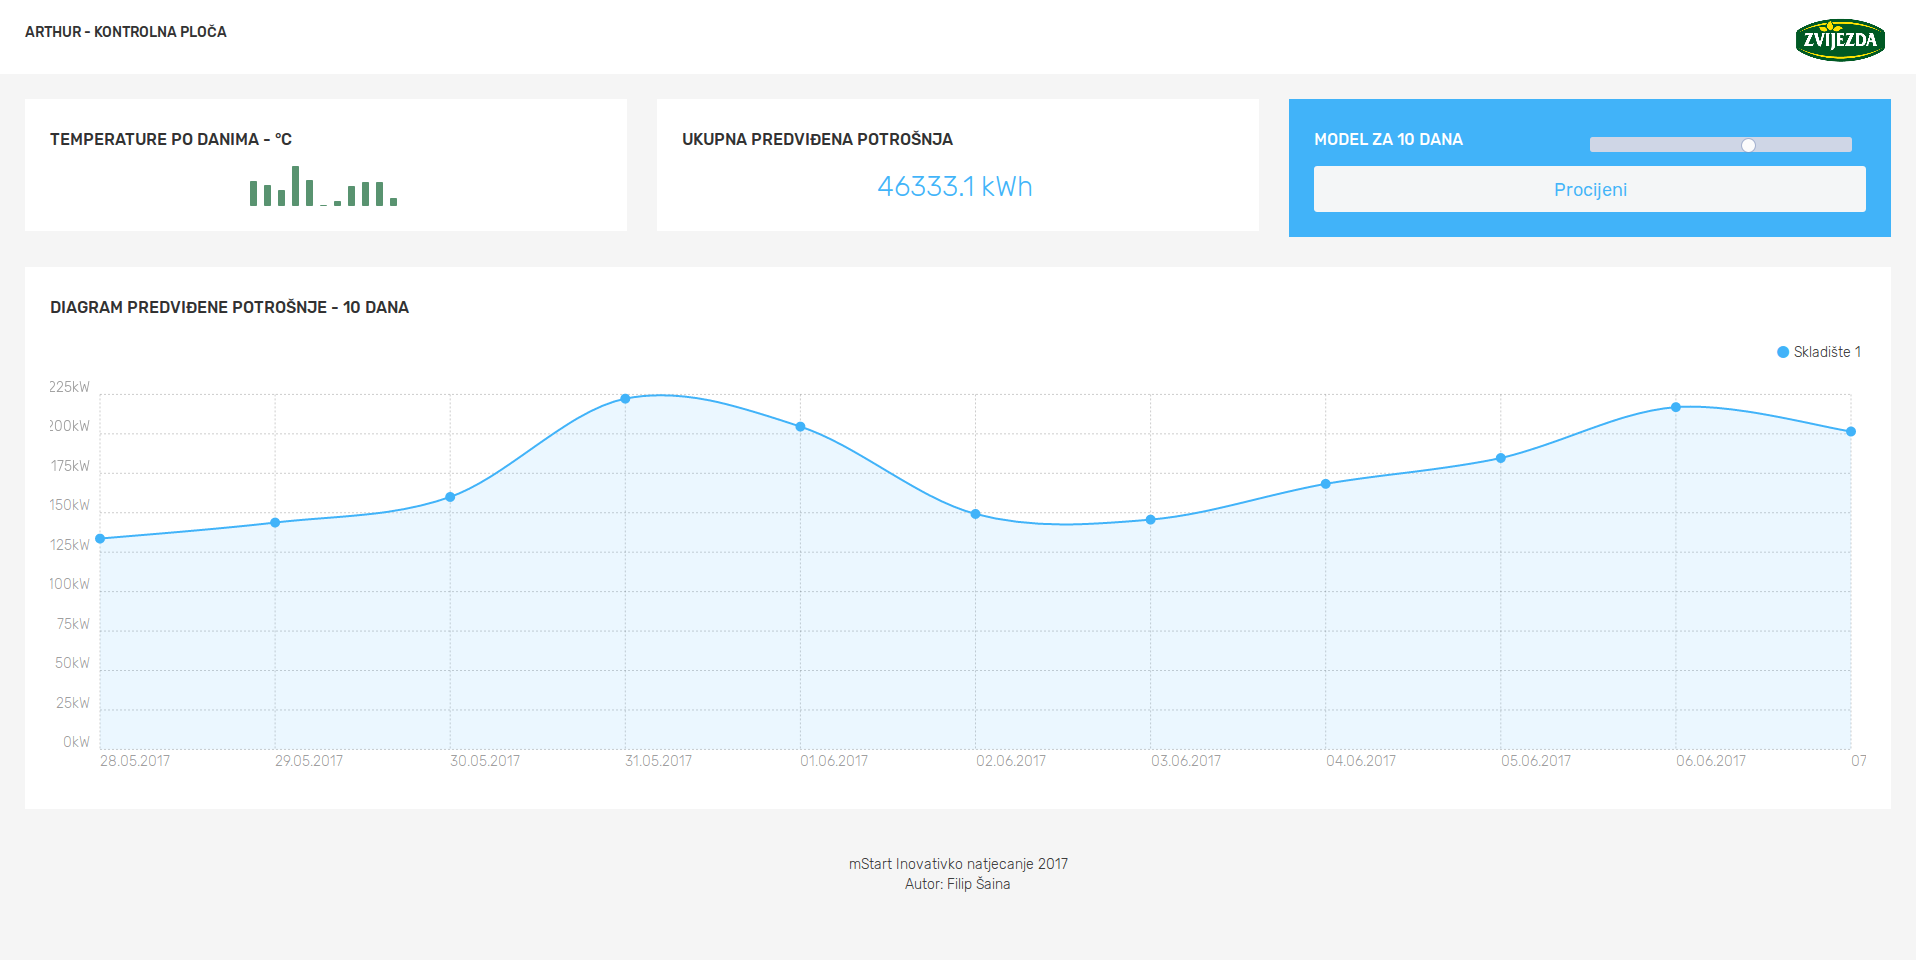 ARTHUR - KONTROLNA PLOČA
ZVIJEZDA
TEMPERATURE PO DANIMA - °C
UKUPNA PREDVIĐENA POTROŠNJA
46333.1 kWh
MODEL ZA 10 DANA
Procijeni
DIAGRAM PREDVIĐENE POTROŠNJE - 10 DANA
Skladište 1
225kW
200kW
175kW
150kW
125kW
100kW
75kW
50kW
25kW
0kW
28.05.2017 29.05.2017 30.05.2017 31.05.2017 01.06.2017 02.06.2017 03.06.2017 04.06.2017 05.06.2017 06.06.2017 07
mStart Inovativko natjecanje 2017
Autor: Filip Šaina